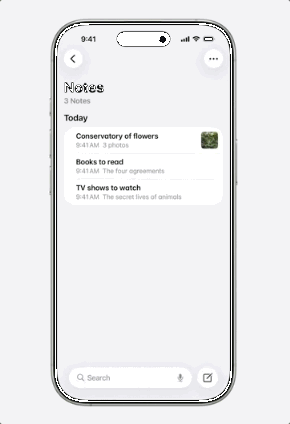 9:41
Notes
3 Notes
Today
Conservatory of flowers
9:41 AM 3 photos
Books to read
9:41 AM The four agreements
TV shows to watch
9:41 AM The secret lives of animals
Search